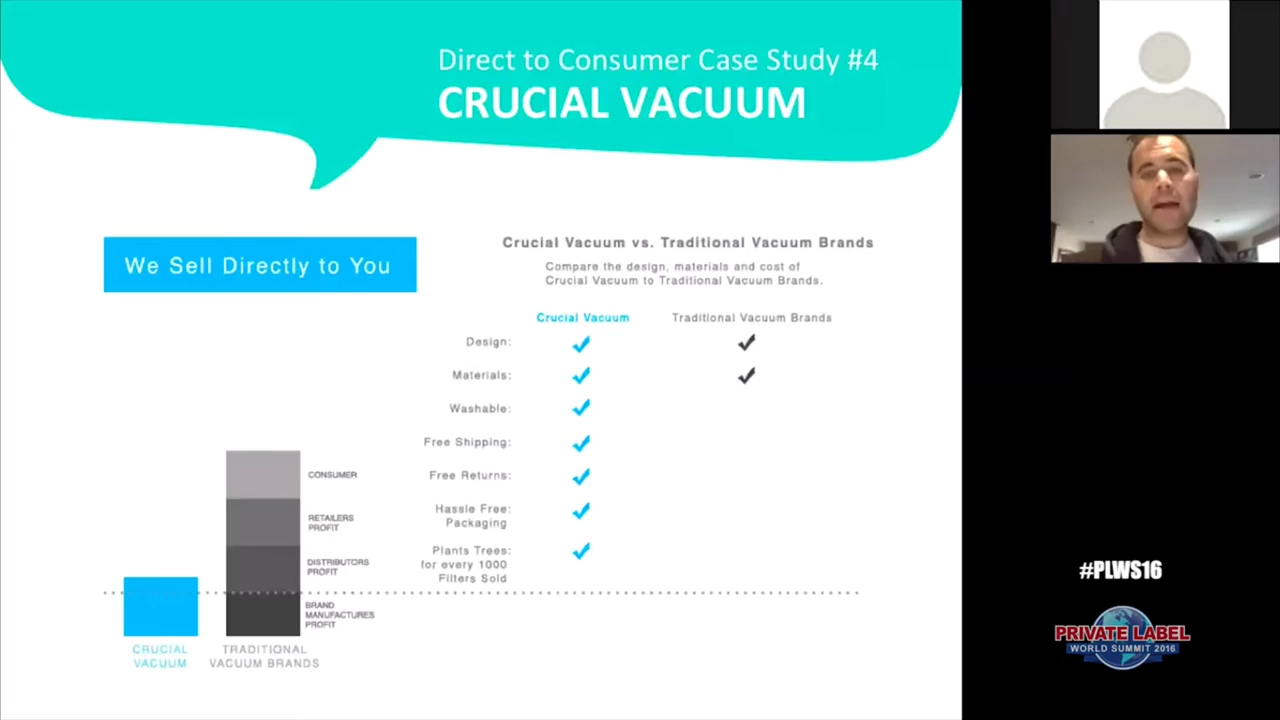 Direct to Consumer Case Study #4
CRUCIAL VACUUM
We Sell Directly to You
Crucial Vacuum vs. Traditional Vacuum Brands
Compare the design, materials and cost of
Crucial Vacuum to Traditional Vacuum Brands.
Crucial Vacuum
Traditional Vacuum Brands
Design:
Materials:
Washable:
Free Shipping:
Free Returns:
Hassle Free:
Packaging
Plants Trees:
for every 1000
Filters Sold
CONSUMER
RETAILERS
PROFIT
DISTRIBUTORS
PROFIT
BRAND
MANUFACTURES
PROFIT
CRUCIAL
VACUUM
TRADITIONAL
VACUUM BRANDS
#PLWS16
PRIVATE LABEL
WORLD SUMMIT 2016